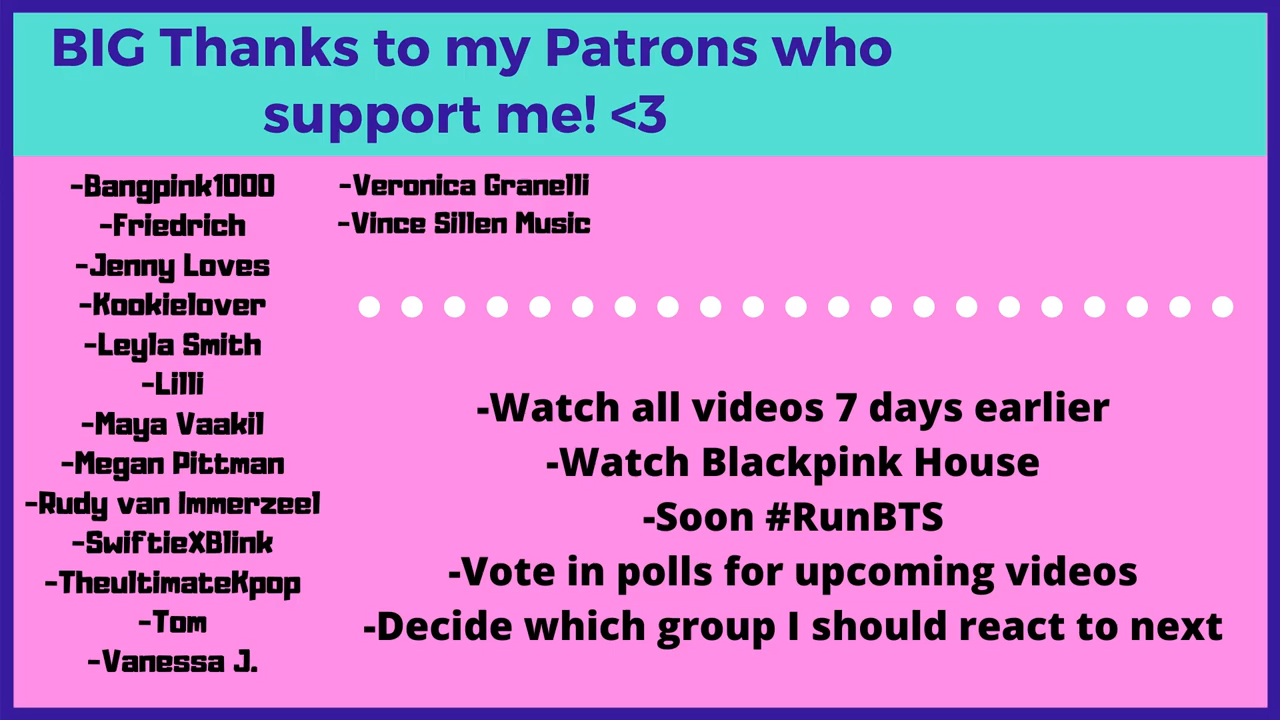 BIG Thanks to my Patrons who
support me! <3
-Bangpink1000
-Friedrich
-Jenny Loves
-Kookielover
-Leyla Smith
-Lilli
-Maya Vaakil
-Megan Pittman
-Rudy van Immerzeel
-SwiftieXBlink
-TheultimateKpop
-Tom
-Vanessa J.
-Veronica Granelli
-Vince Sillen Music
-Watch all videos 7 days earlier
-Watch Blackpink House
-Soon #RunBTS
-Vote in polls for upcoming videos
-Decide which group I should react to next